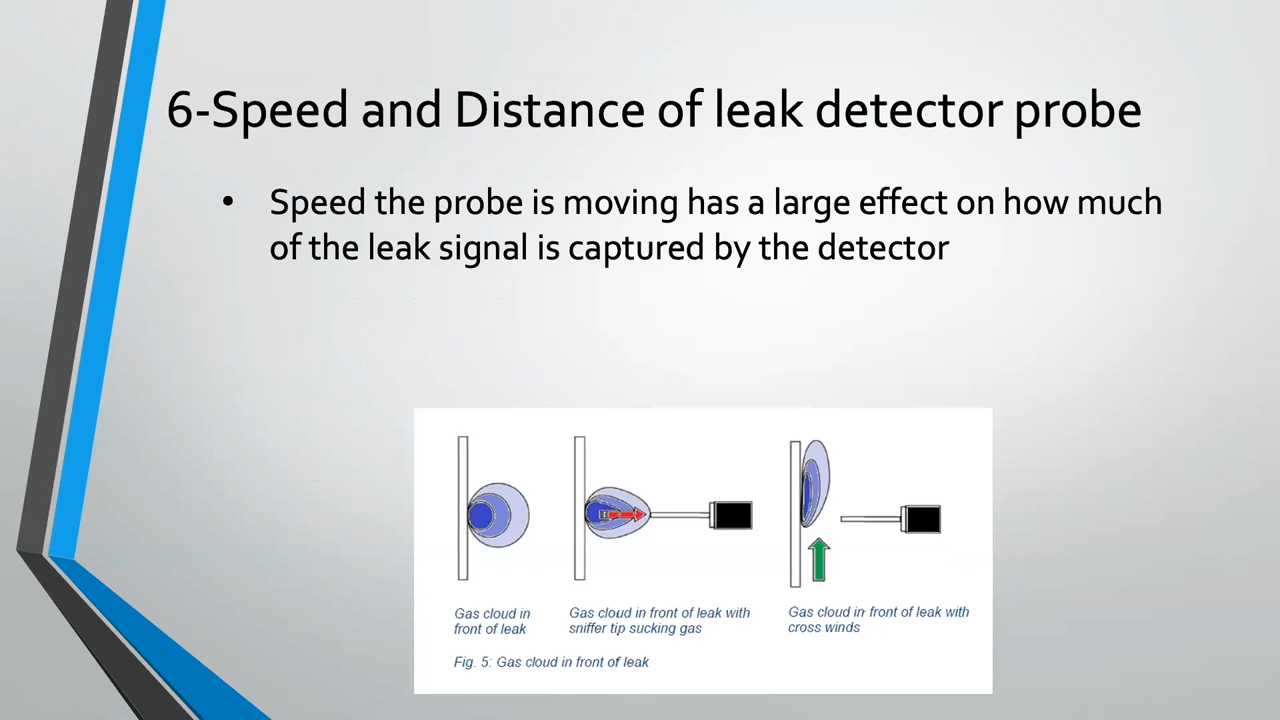 6-Speed and Distance of leak detector probe
• Speed the probe is moving has a large effect on how much
of the leak signal is captured by the detector
Gas cloud in
front of leak
Gas cloud in front of leak with
sniffer tip sucking gas
Gas cloud in front of leak with
cross winds
Fig. 5: Gas cloud in front of leak